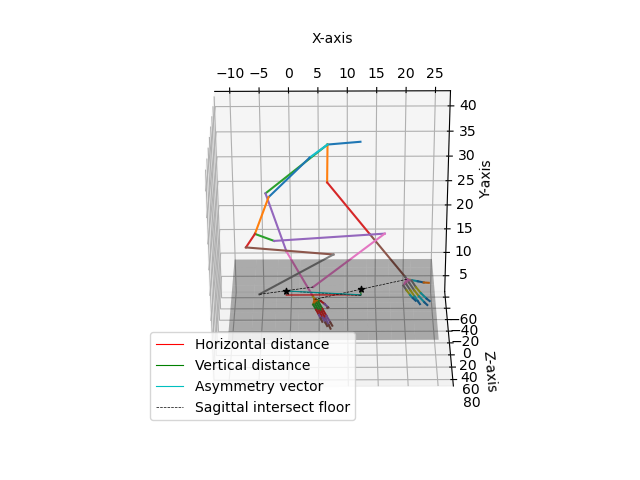 X-axis
−10 −5 0 5 10 15 20 25
40
35
30
25
20
15
10
5
Y-axis
−60
−40
−20
0
20
40
60
80
Z-axis
Horizontal distance
Vertical distance
Asymmetry vector
Sagittal intersect floor